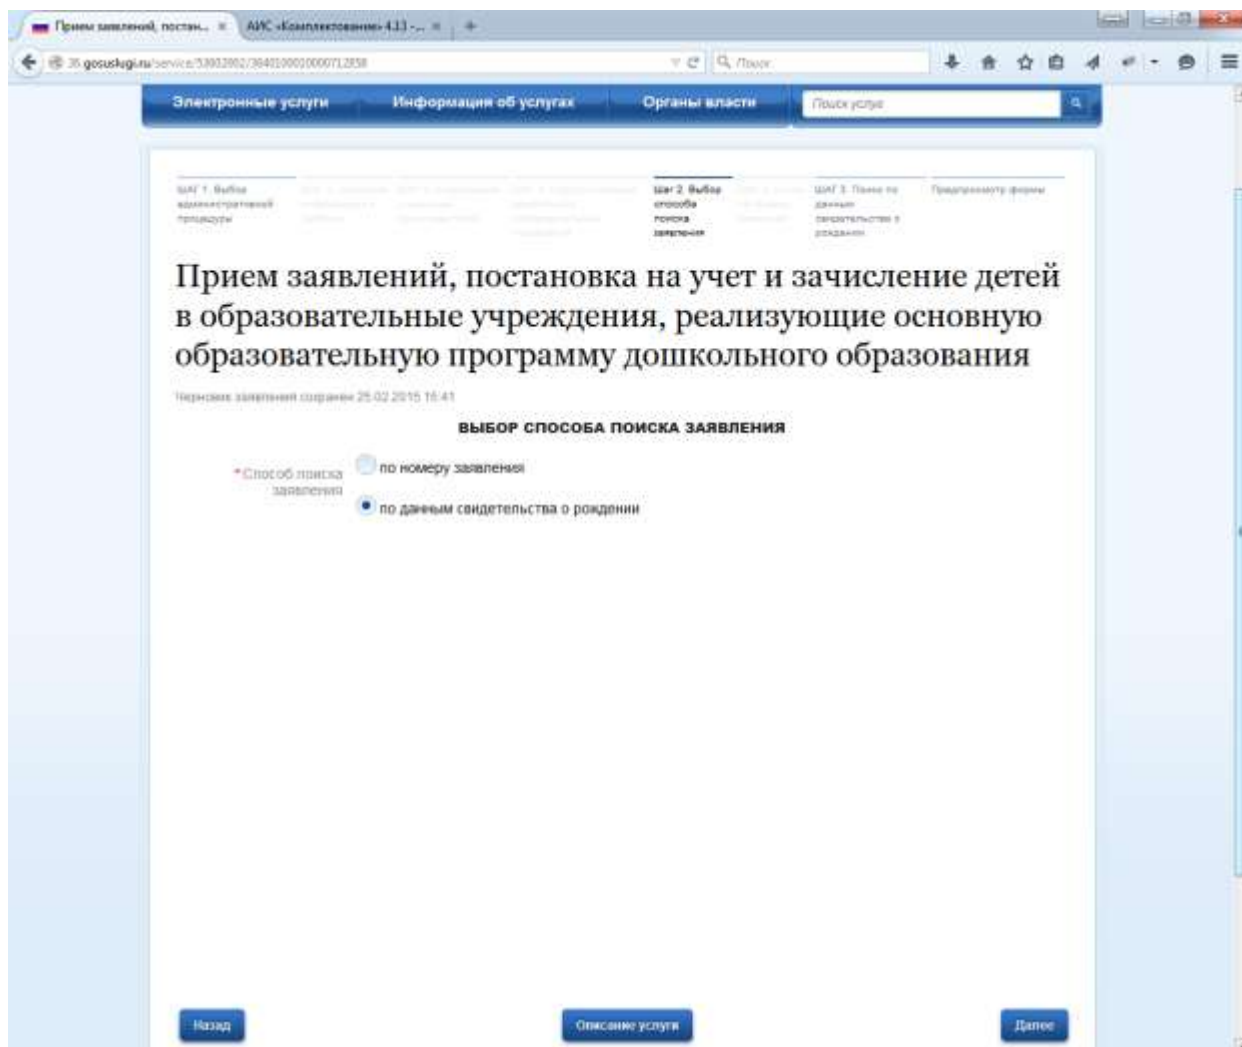 Прием заявлений, постан...
АИС «Комплектование» 4.13 -...
36.gosuslugi.ru/service/
Поиск
Электронные услуги
Информация об услугах
Органы власти
Поиск услуг
ШАГ 1. Выбор
административной
процедуры
Шаг 2. Выбор
способа
поиска
заявления
ШАГ 3. Поиск по
данным
свидетельства о
рождении
Предпросмотр формы
Прием заявлений, постановка на учет и зачисление детей
в образовательные учреждения, реализующие основную
образовательную программу дошкольного образования
Черновик заявления сохранен 25.02.2015 15:41
ВЫБОР СПОСОБА ПОИСКА ЗАЯВЛЕНИЯ
*Способ поиска
заявления
по номеру заявления
по данным свидетельства о рождении
Назад
Описание услуги
Далее